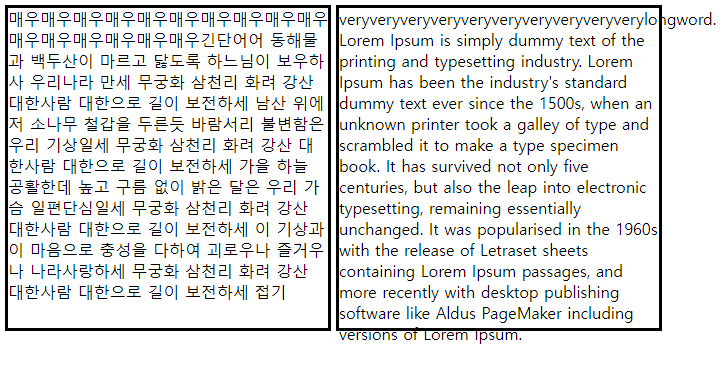 매우매우매우매우매우매우매우매우매우매우
매우매우매우매우매우매우긴단어어 동해물
과 백두산이 마르고 닳도록 하느님이 보우하
사 우리나라 만세 무궁화 삼천리 화려 강산
대한사람 대한으로 길이 보전하세 남산 위에
저 소나무 철갑을 두른듯 바람서리 불변함은
우리 기상일세 무궁화 삼천리 화려 강산 대
한사람 대한으로 길이 보전하세 가을 하늘
공활한데 높고 구름 없이 밝은 달은 우리 가
슴 일편단심일세 무궁화 삼천리 화려 강산
대한사람 대한으로 길이 보전하세 이 기상과
이 마음으로 충성을 다하여 괴로우나 즐거우
나 나라사랑하세 무궁화 삼천리 화려 강산
대한사람 대한으로 길이 보전하세 접기
veryveryveryveryveryveryveryveryveryverylongword.
Lorem Ipsum is simply dummy text of the
printing and typesetting industry. Lorem
Ipsum has been the industry's standard
dummy text ever since the 1500s, when an
unknown printer took a galley of type and
scrambled it to make a type specimen
book. It has survived not only five
centuries, but also the leap into electronic
typesetting, remaining essentially
unchanged. It was popularised in the 1960s
with the release of Letraset sheets
containing Lorem Ipsum passages, and
more recently with desktop publishing
software like Aldus PageMaker including
versions of Lorem Ipsum.